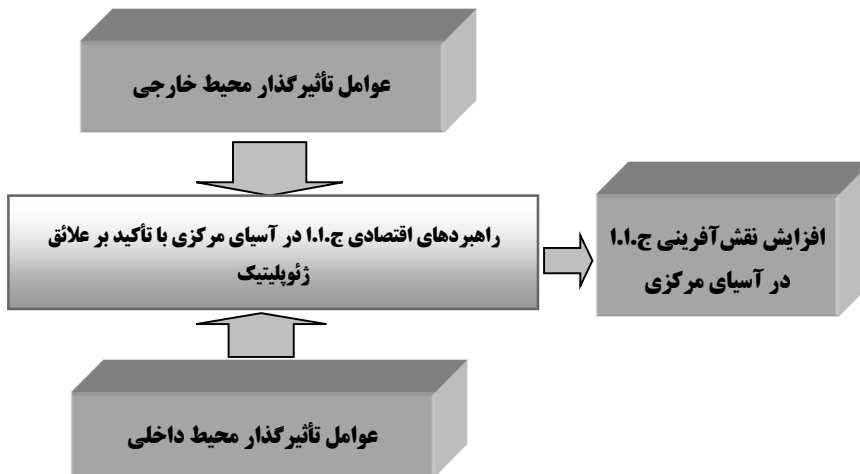 عوامل تأثیرگذار محیط خارجی
راهبردهای اقتصادی ج.ا.ا در آسیای مرکزی با تأکید بر علائق
ژئوپلیتیک
افزایش نقش‌آفرینی ج.ا.ا
در آسیای مرکزی
عوامل تأثیرگذار محیط داخلی